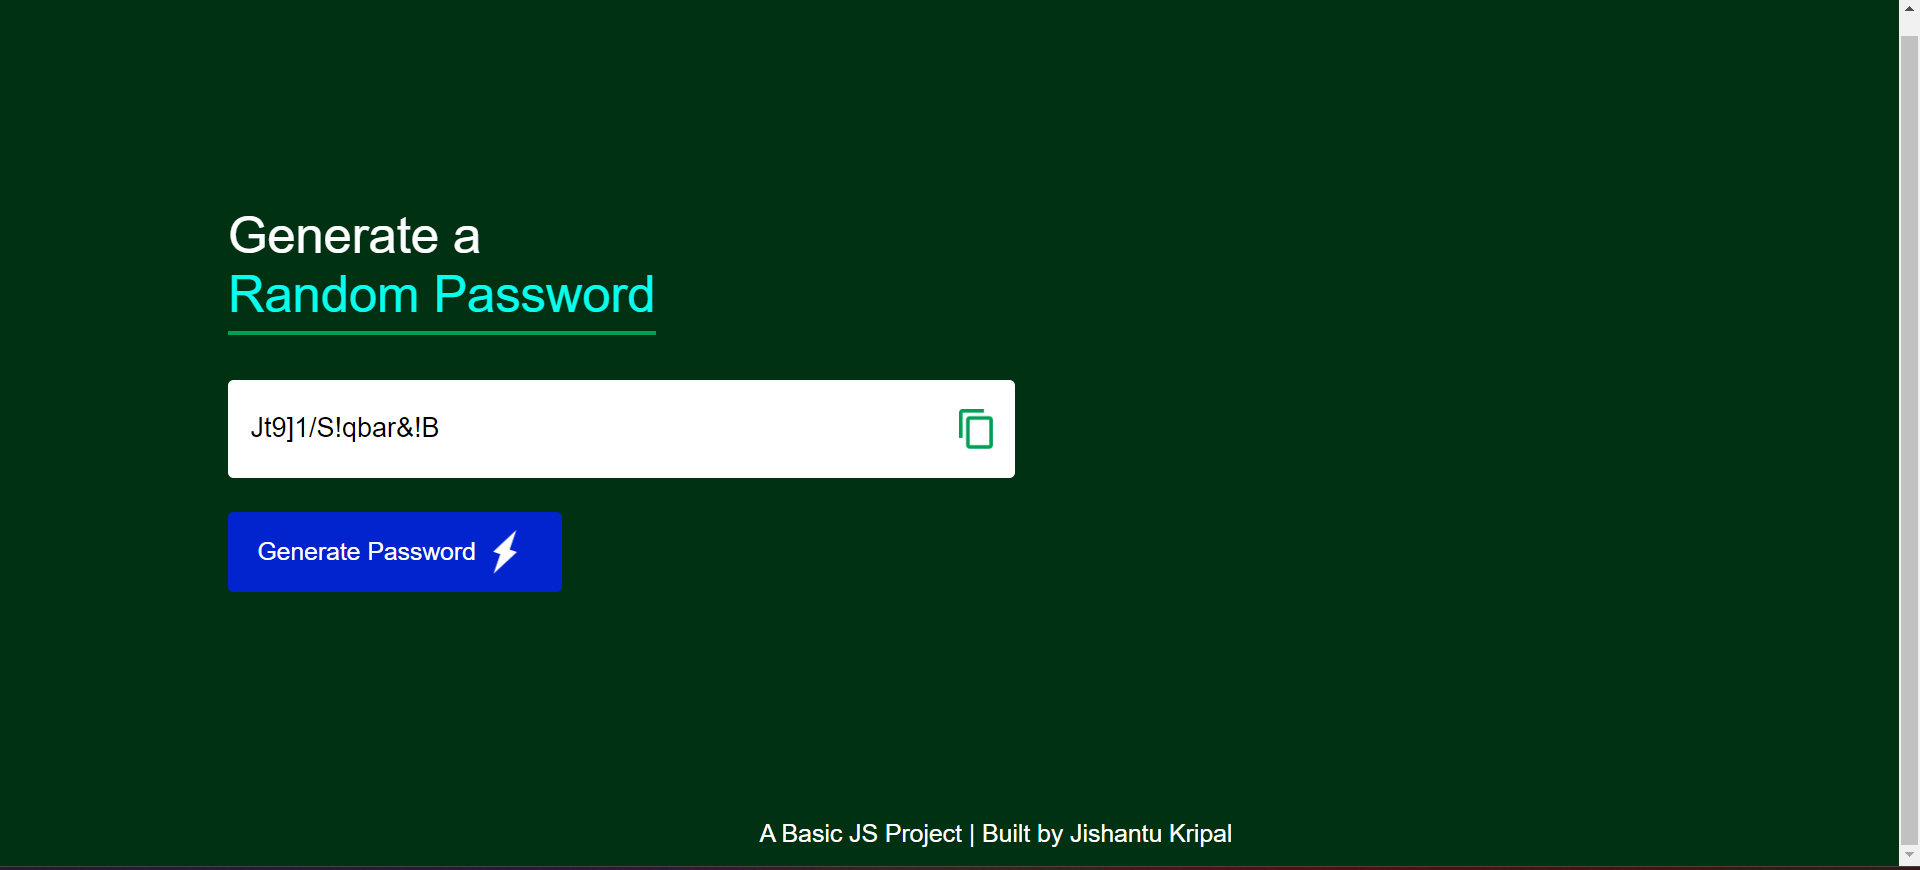 Generate a
Random Password
Jt9]1/S!qbar&!B
Generate Password
A Basic JS Project | Built by Jishantu Kripal